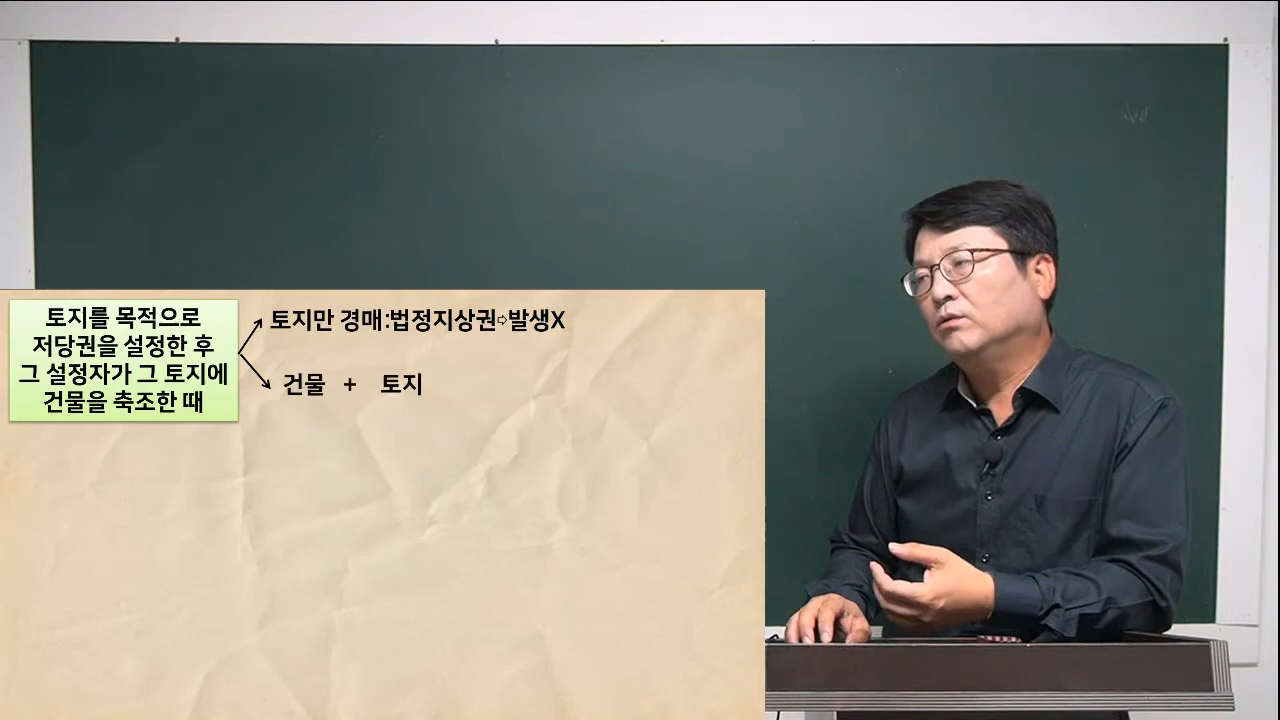 토지를 목적으로
저당권을 설정한 후
그 설정자가 그 토지에
건물을 축조한 때
토지만 경매:법정지상권⇨발생X
건물 + 토지